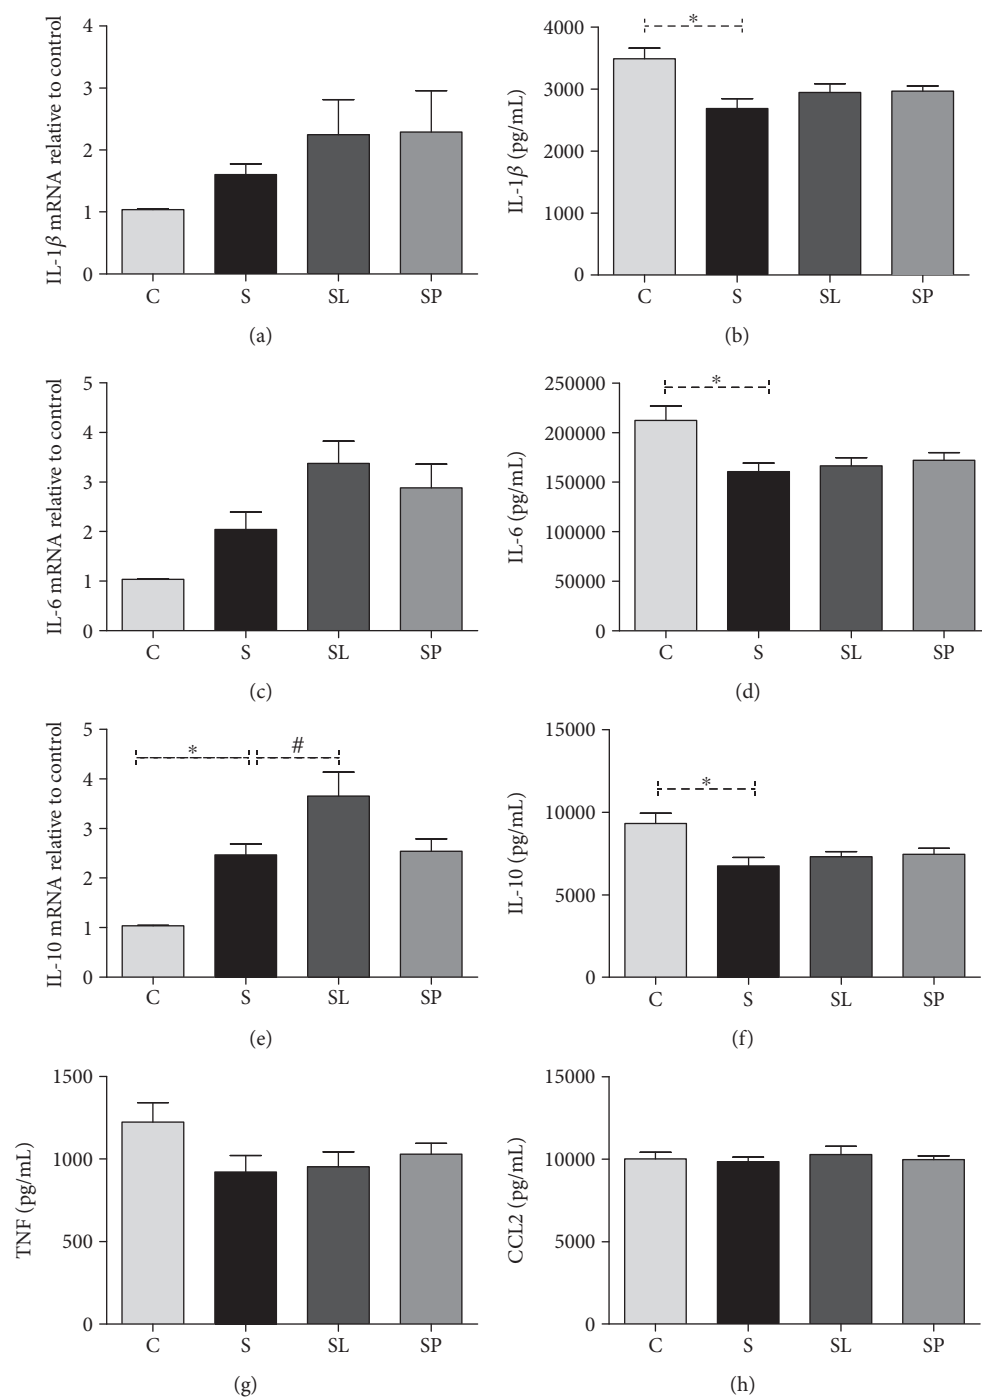 IL-1β mRNA relative to control
4
3
2
1
0
C S SL SP
(a)
*
IL-1β (pg/mL)
4000
3000
2000
1000
0
C S SL SP
(b)
IL-6 mRNA relative to control
5
4
3
2
1
0
C S SL SP
(c)
*
IL-6 (pg/mL)
250000
200000
150000
100000
50000
0
C S SL SP
(d)
* #
IL-10 mRNA relative to control
5
4
3
2
1
0
C S SL SP
(e)
*
IL-10 (pg/mL)
15000
10000
5000
0
C S SL SP
(f)
TNF (pg/mL)
1500
1000
500
0
C S SL SP
(g)
CCL2 (pg/mL)
15000
10000
5000
0
C S SL SP
(h)